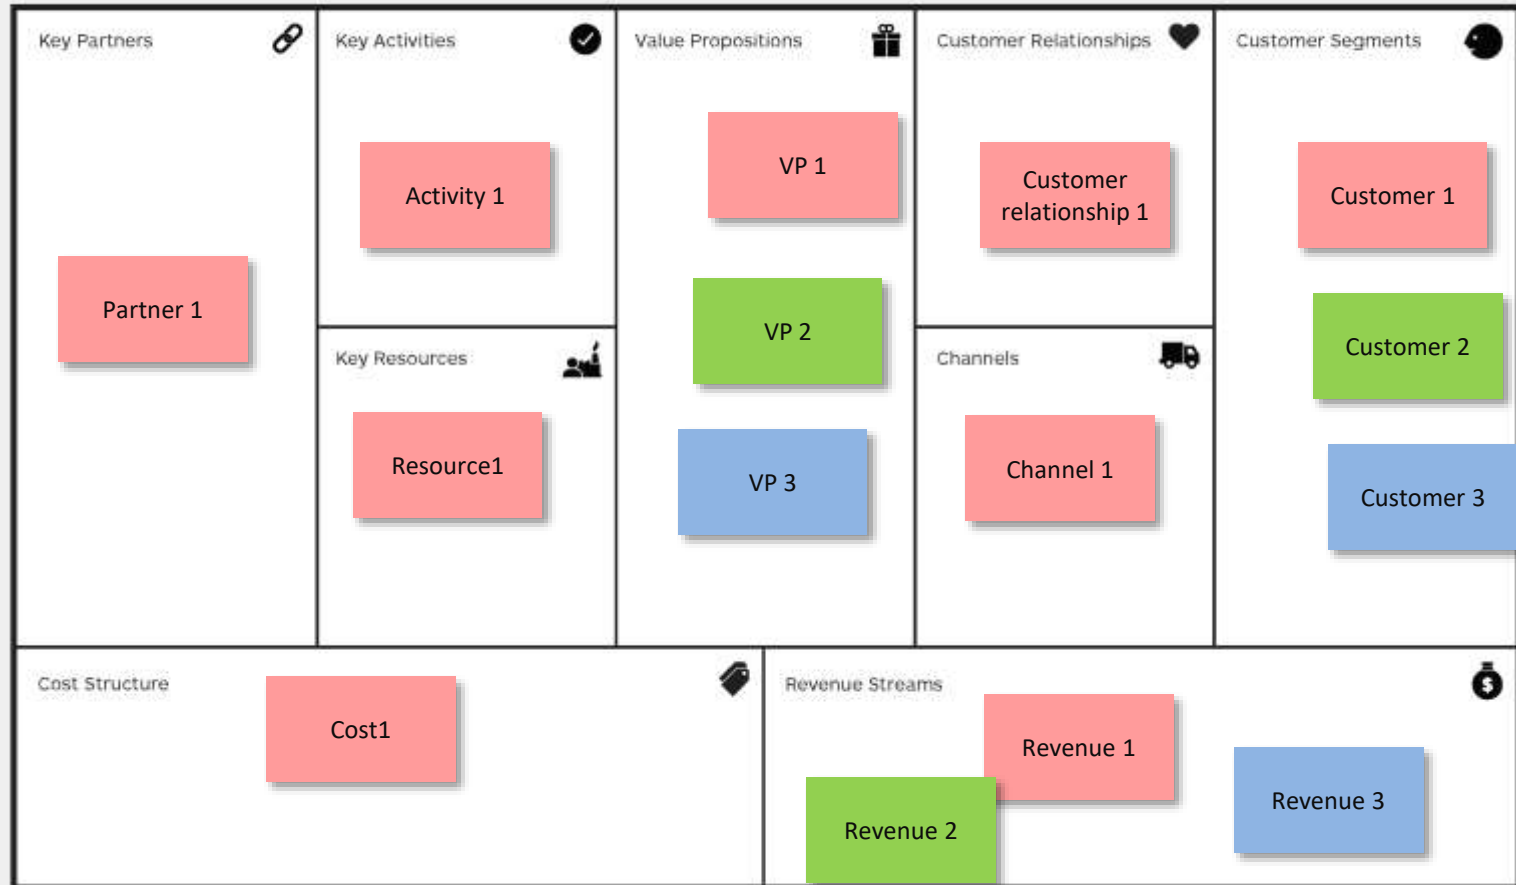 Key Partners
Partner 1
Key Activities
Activity 1
Key Resources
Resource1
Value Propositions
VP 1
VP 2
VP 3
Customer Relationships
Customer
relationship 1
Channels
Channel 1
Customer Segments
Customer 1
Customer 2
Customer 3
Cost Structure
Cost1
Revenue Streams
Revenue 1
Revenue 2
Revenue 3
$